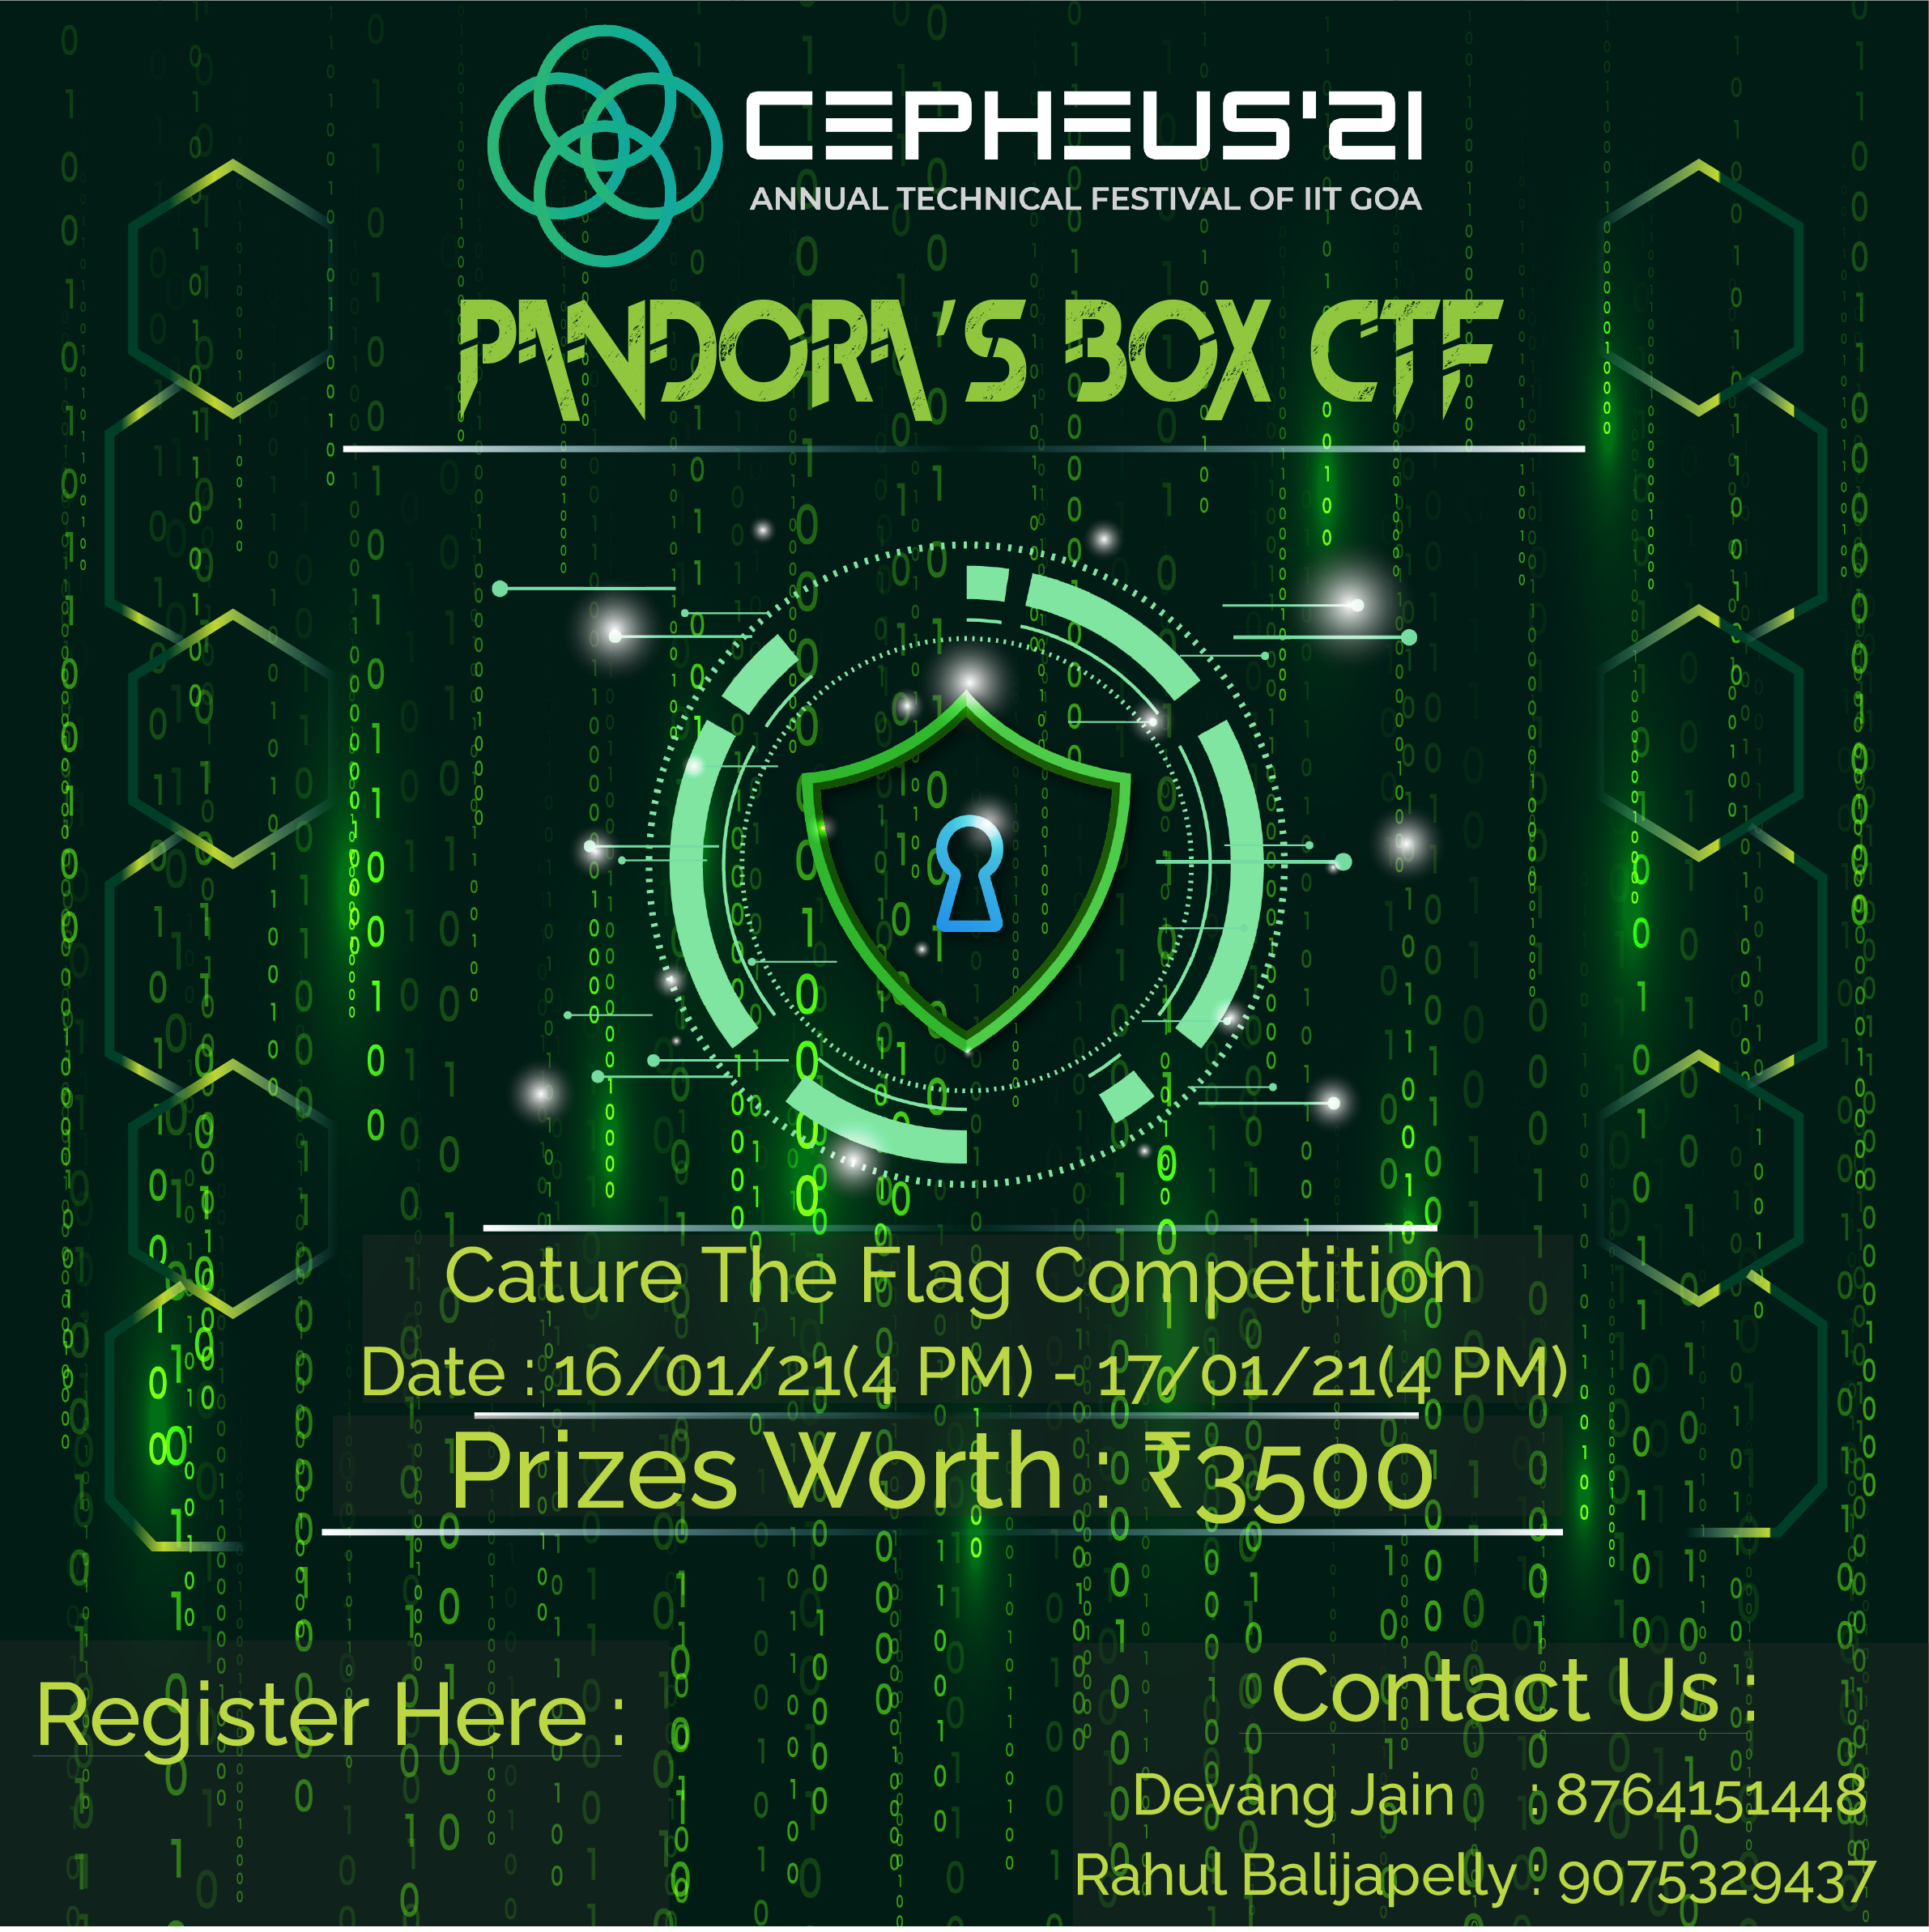 CEPHEUS'21
ANNUAL TECHNICAL FESTIVAL OF IIT GOA
PANDORA'S BOX CTF
Cature The Flag Competition
Date : 16/01/21(4 PM) - 17/01/21(4 PM)
Prizes Worth : ₹3500
Register Here :
Contact Us :
Devang Jain : 8764151448
Rahul Balijapelly : 9075329437